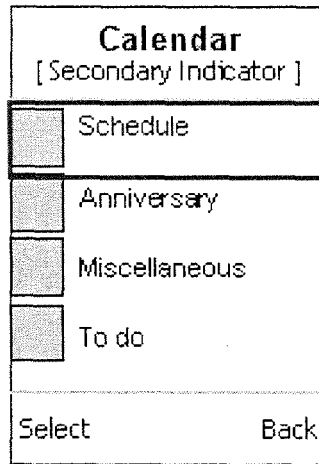 Calendar
[ Secondary Indicator ]
Schedule
Anniversary
Miscellaneous
To do
Select Back